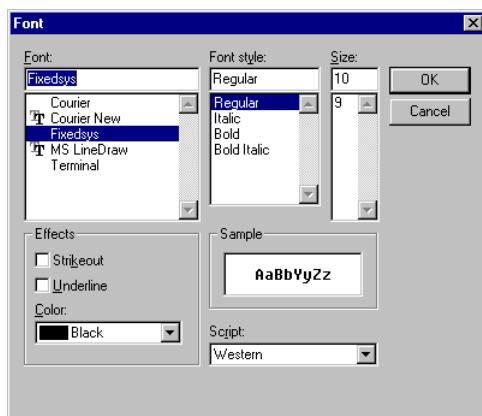 Font
Font:
Fixedsys
Courier
Courier New
Fixedsys
MS LineDraw
Terminal
Font style:
Regular
Regular
Italic
Bold
Bold Italic
Size:
10
9
OK
Cancel
Effects
Strikeout
Underline
Color:
Black
Sample
AaBbYyZz
Script:
Western